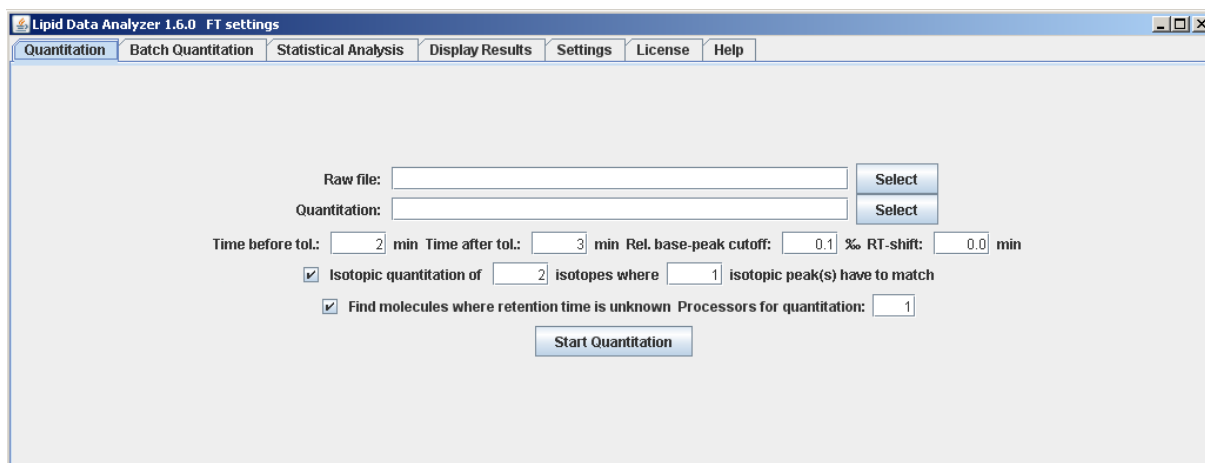 Lipid Data Analyzer 1.6.0 FT settings
Quantitation Batch Quantitation Statistical Analysis Display Results Settings License Help
Raw file: Select
Quantitation: Select
Time before tol.: 2 min Time after tol.: 3 min Rel. base-peak cutoff: 0.1 ‰ RT-shift: 0.0 min
Isotopic quantitation of 2 isotopes where 1 isotopic peak(s) have to match
Find molecules where retention time is unknown Processors for quantitation: 1
Start Quantitation